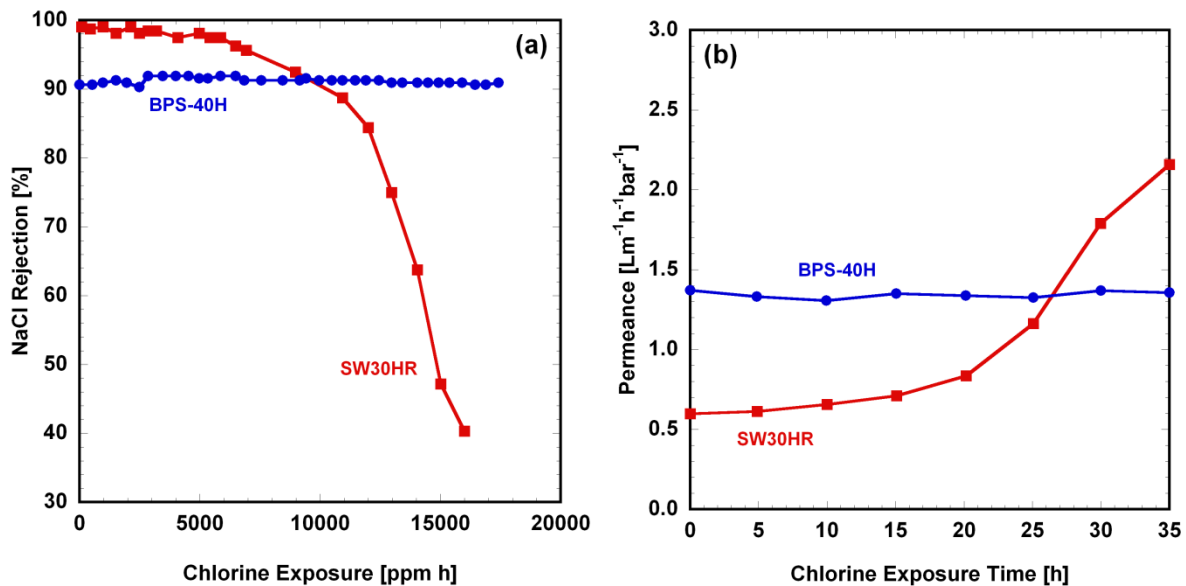 (a)
100
90
80
70
60
50
40
30
NaCl Rejection [%]
BPS-40H
SW30HR
0 5000 10000 15000 20000
Chlorine Exposure [ppm h]
(b)
3.0
2.5
2.0
1.5
1.0
0.5
0.0
Permeance [Lm⁻¹h⁻¹bar⁻¹]
BPS-40H
SW30HR
0 5 10 15 20 25 30 35
Chlorine Exposure Time [h]